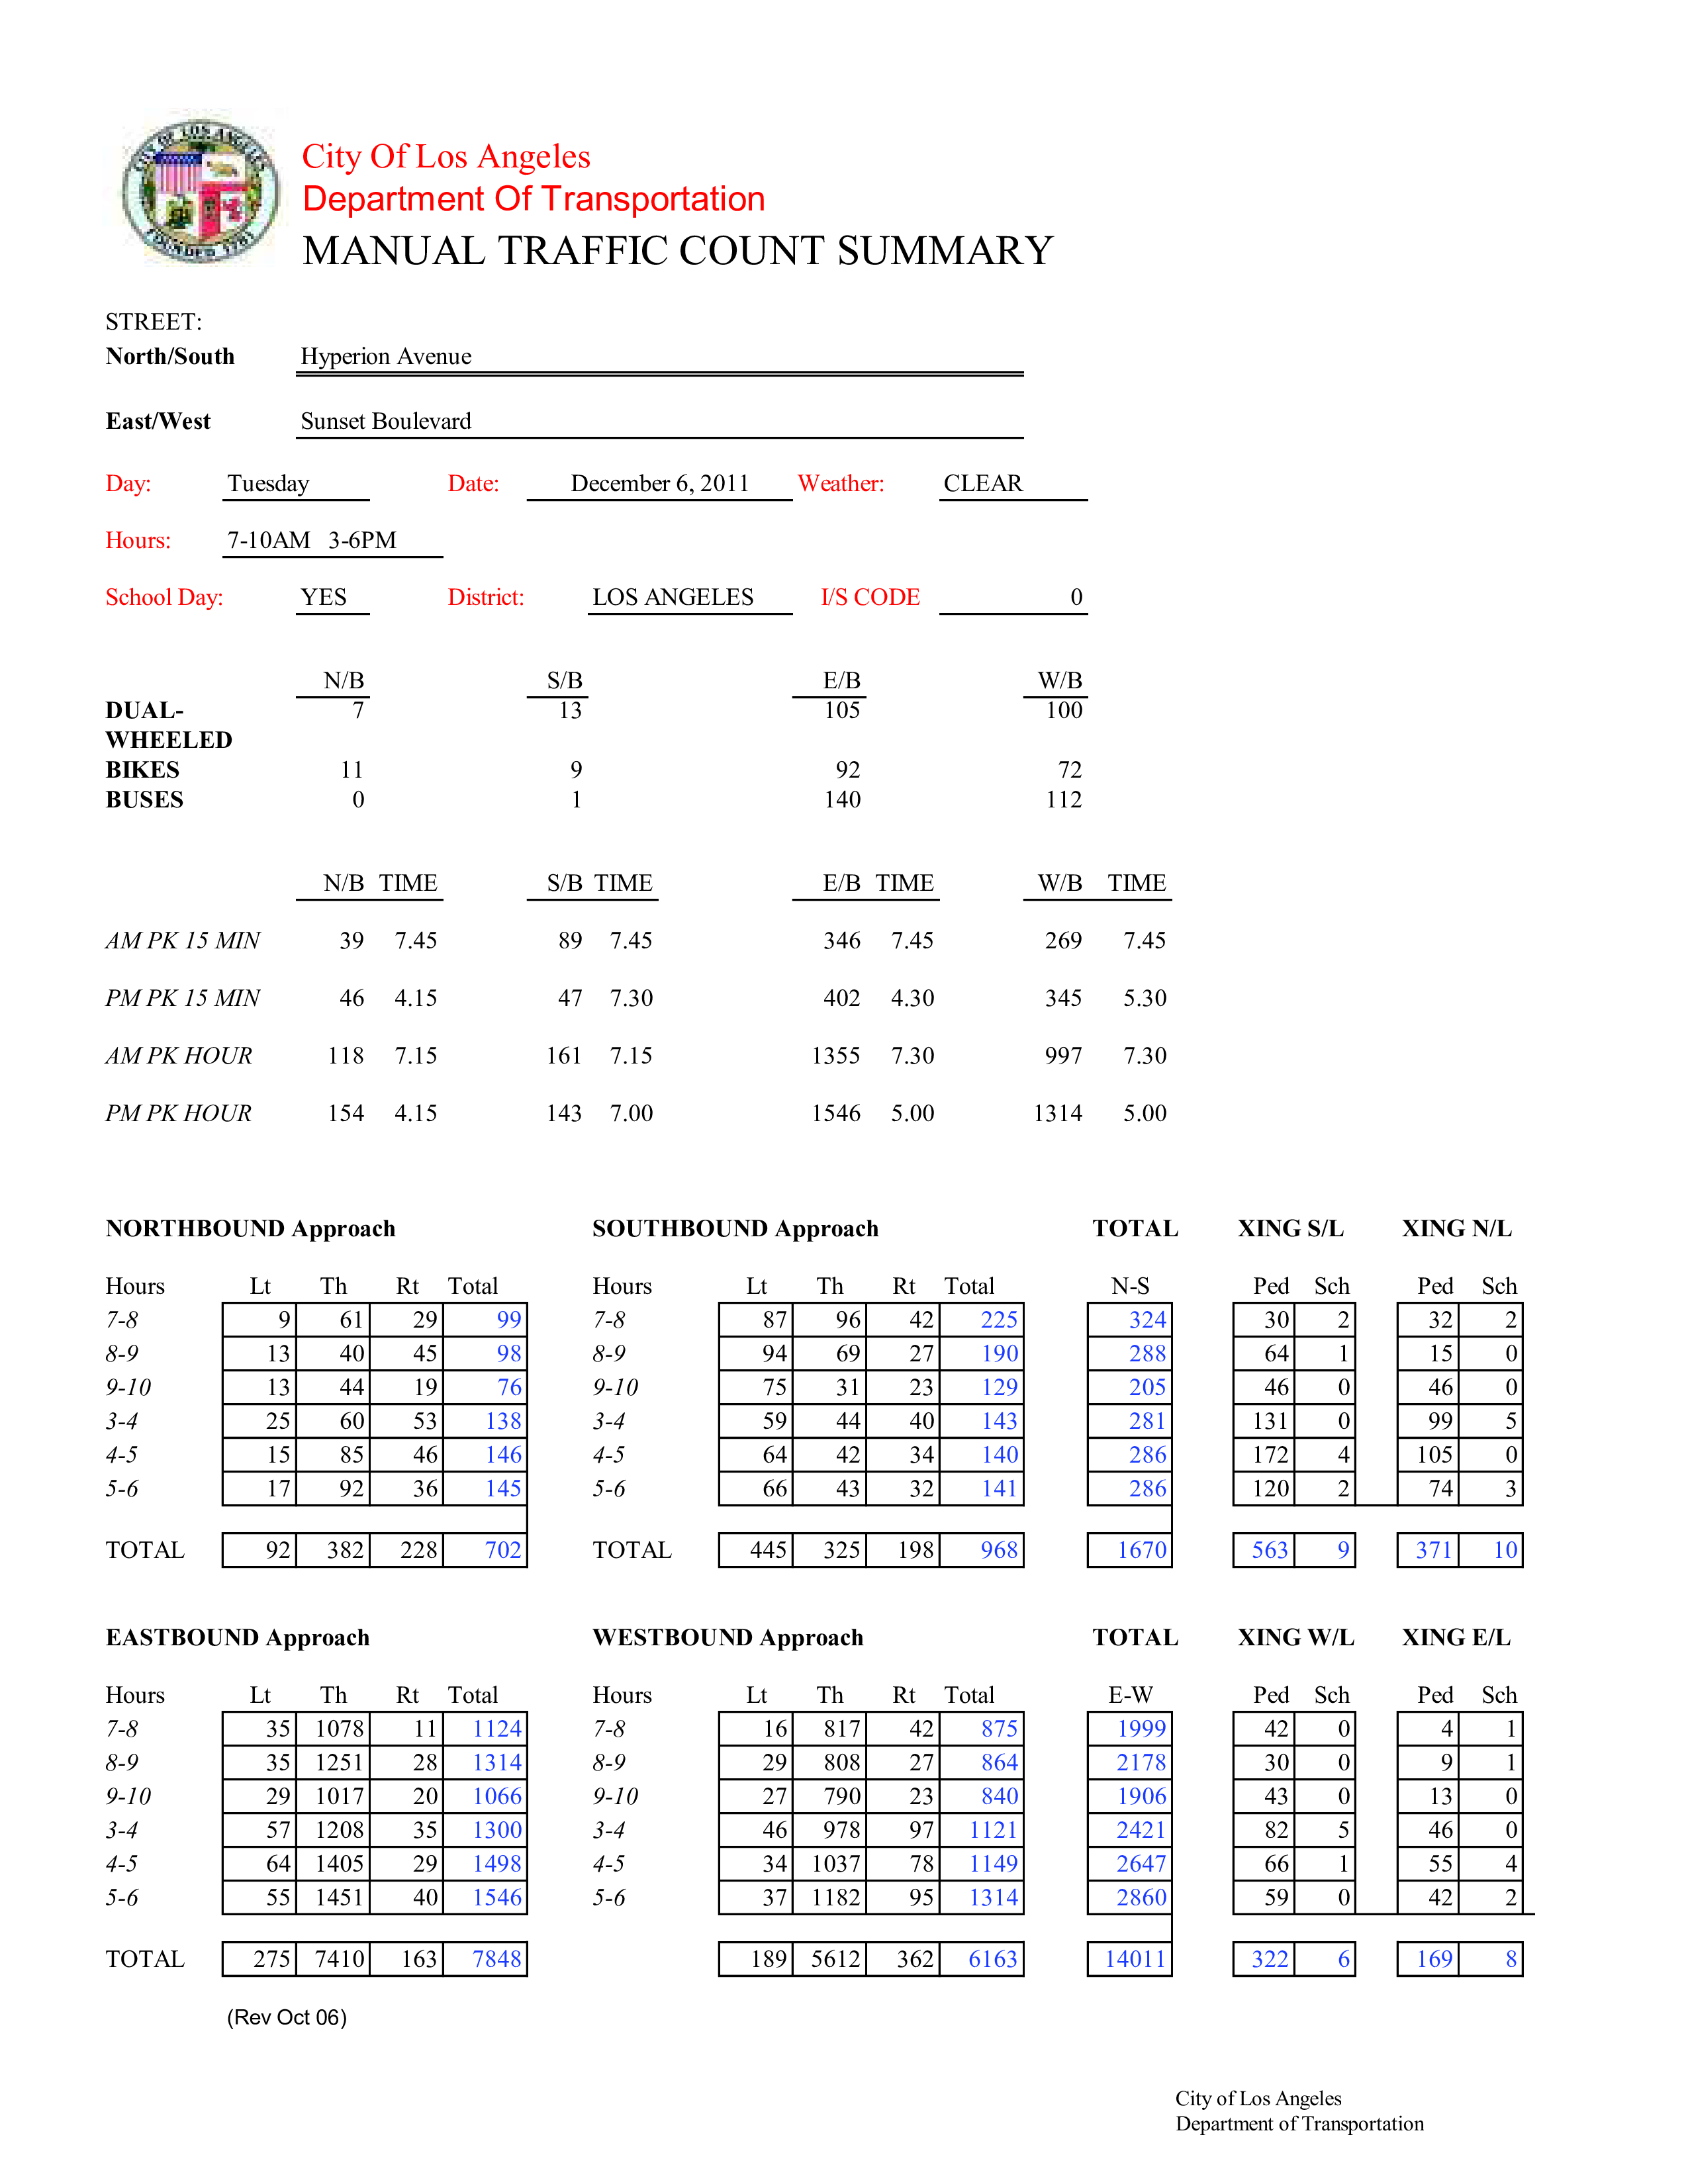 City Of Los Angeles
Department Of Transportation
MANUAL TRAFFIC COUNT SUMMARY
STREET:
North/South Hyperion Avenue
East/West Sunset Boulevard
Day: Tuesday Date: December 6, 2011 Weather: CLEAR
Hours: 7-10AM 3-6PM
School Day: YES District: LOS ANGELES I/S CODE 0
N/B S/B E/B W/B
DUAL- 7 13 105 100
WHEELED
BIKES 11 9 92 72
BUSES 0 1 140 112
N/B TIME S/B TIME E/B TIME W/B TIME
AM PK 15 MIN 39 7.45 89 7.45 346 7.45 269 7.45
PM PK 15 MIN 46 4.15 47 7.30 402 4.30 345 5.30
AM PK HOUR 118 7.15 161 7.15 1355 7.30 997 7.30
PM PK HOUR 154 4.15 143 7.00 1546 5.00 1314 5.00
NORTHBOUND Approach SOUTHBOUND Approach TOTAL XING S/L XING N/L
Hours Lt Th Rt Total Hours Lt Th Rt Total N-S Ped Sch Ped Sch
7-8 9 61 29 99 7-8 87 96 42 225 324 30 2 32 2
8-9 13 40 45 98 8-9 94 69 27 190 288 64 1 15 0
9-10 13 44 19 76 9-10 75 31 23 129 205 46 0 46 0
3-4 25 60 53 138 3-4 59 44 40 143 281 131 0 99 5
4-5 15 85 46 146 4-5 64 42 34 140 286 172 4 105 0
5-6 17 92 36 145 5-6 66 43 32 141 286 120 2 74 3
TOTAL 92 382 228 702 TOTAL 445 325 198 968 1670 563 9 371 10
EASTBOUND Approach WESTBOUND Approach TOTAL XING W/L XING E/L
Hours Lt Th Rt Total Hours Lt Th Rt Total E-W Ped Sch Ped Sch
7-8 35 1078 11 1124 7-8 16 817 42 875 1999 42 0 4 1
8-9 35 1251 28 1314 8-9 29 808 27 864 2178 30 0 9 1
9-10 29 1017 20 1066 9-10 27 790 23 840 1906 43 0 13 0
3-4 57 1208 35 1300 3-4 46 978 97 1121 2421 82 5 46 0
4-5 64 1405 29 1498 4-5 34 1037 78 1149 2647 66 1 55 4
5-6 55 1451 40 1546 5-6 37 1182 95 1314 2860 59 0 42 2
TOTAL 275 7410 163 7848 189 5612 362 6163 14011 322 6 169 8
(Rev Oct 06)
City of Los Angeles
Department of Transportation